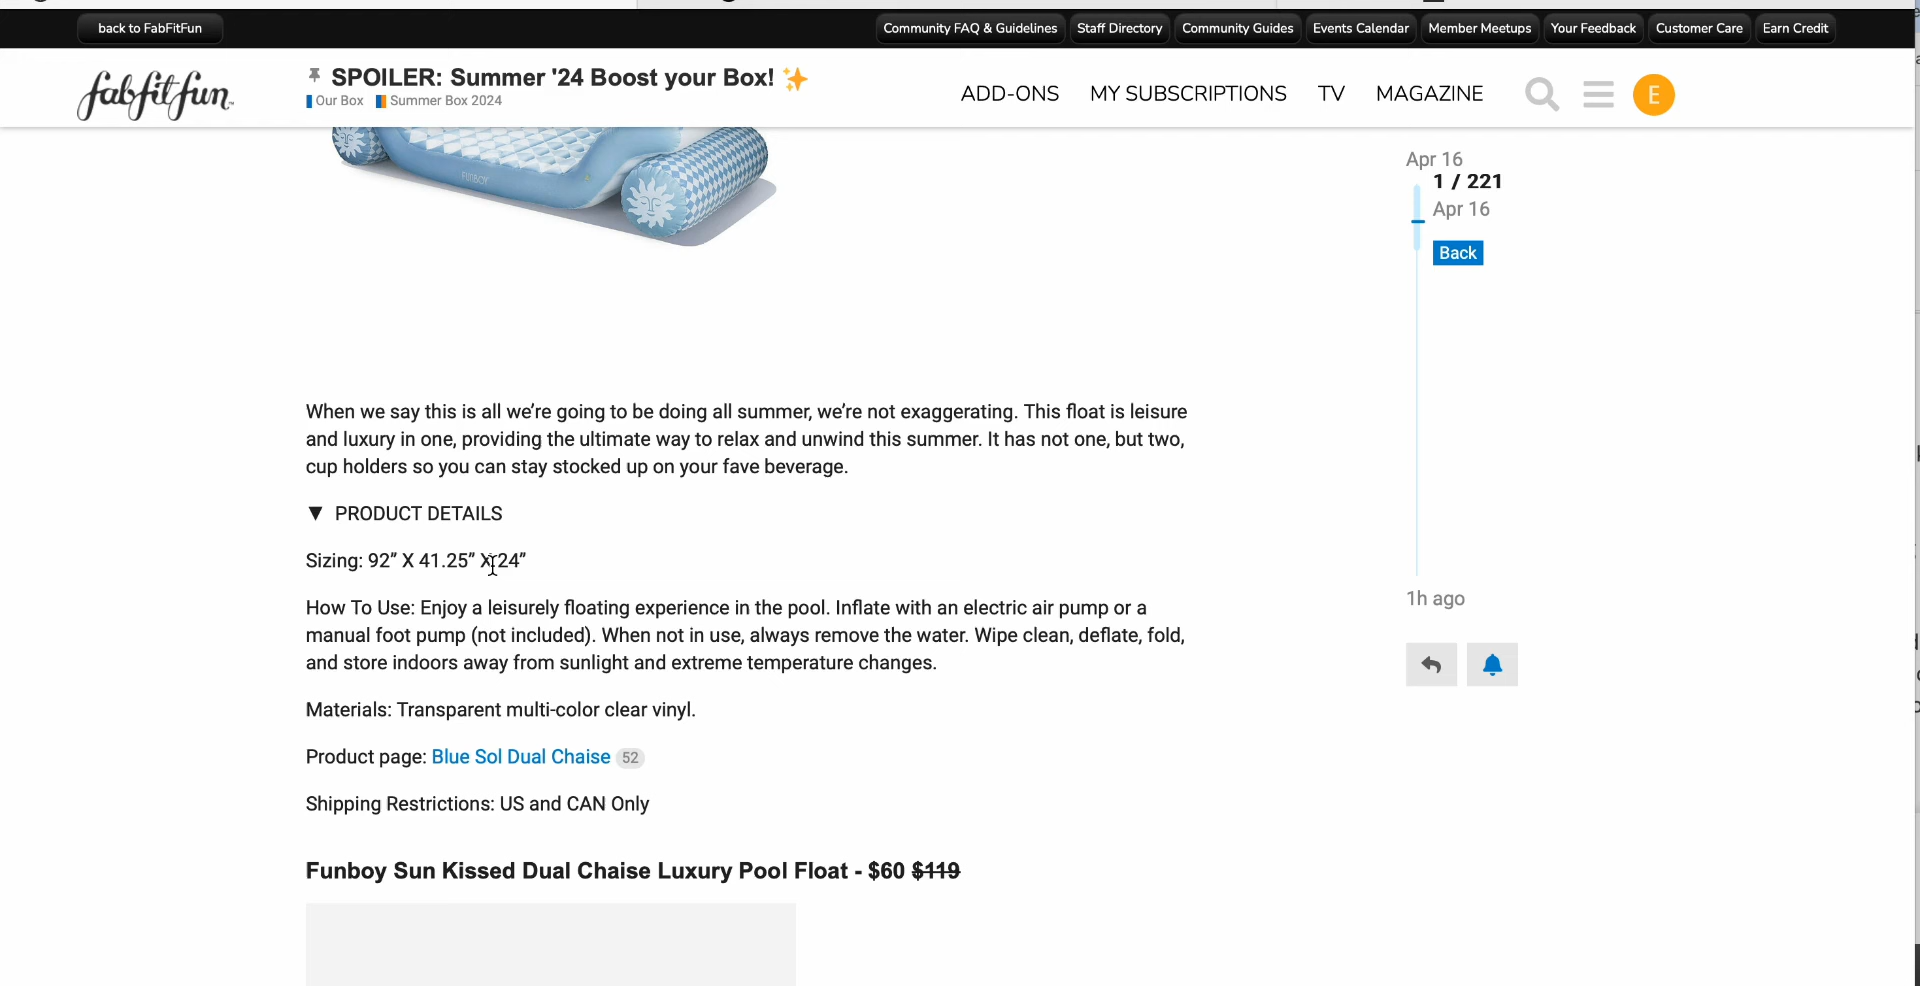 back to FabFitFun
Community FAQ & Guidelines Staff Directory Community Guides Events Calendar Member Meetups Your Feedback Customer Care Earn Credit
fabfitfun
SPOILER: Summer '24 Boost your Box! ✨
Our Box Summer Box 2024
ADD-ONS MY SUBSCRIPTIONS TV MAGAZINE
E
FUNBOY
Apr 16
1 / 221
Apr 16
Back
When we say this is all we’re going to be doing all summer, we’re not exaggerating. This float is leisure
and luxury in one, providing the ultimate way to relax and unwind this summer. It has not one, but two,
cup holders so you can stay stocked up on your fave beverage.
▼ PRODUCT DETAILS
Sizing: 92” X 41.25” X 24”
1h ago
How To Use: Enjoy a leisurely floating experience in the pool. Inflate with an electric air pump or a
manual foot pump (not included). When not in use, always remove the water. Wipe clean, deflate, fold,
and store indoors away from sunlight and extreme temperature changes.
Materials: Transparent multi-color clear vinyl.
Product page: Blue Sol Dual Chaise 52
Shipping Restrictions: US and CAN Only
Funboy Sun Kissed Dual Chaise Luxury Pool Float - $60 $119